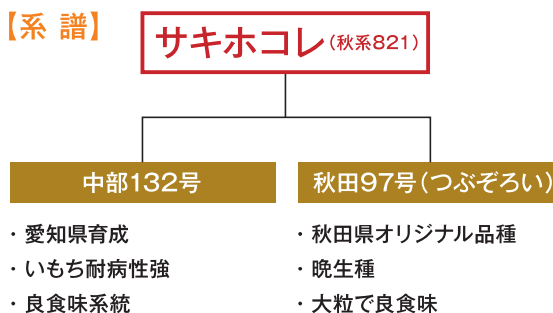 【系 譜】
サキホコレ(秋系821)
中部132号
・愛知県育成
・いもち耐病性強
・良食味系統
秋田97号(つぶぞろい)
・秋田県オリジナル品種
・晩生種
・大粒で良食味